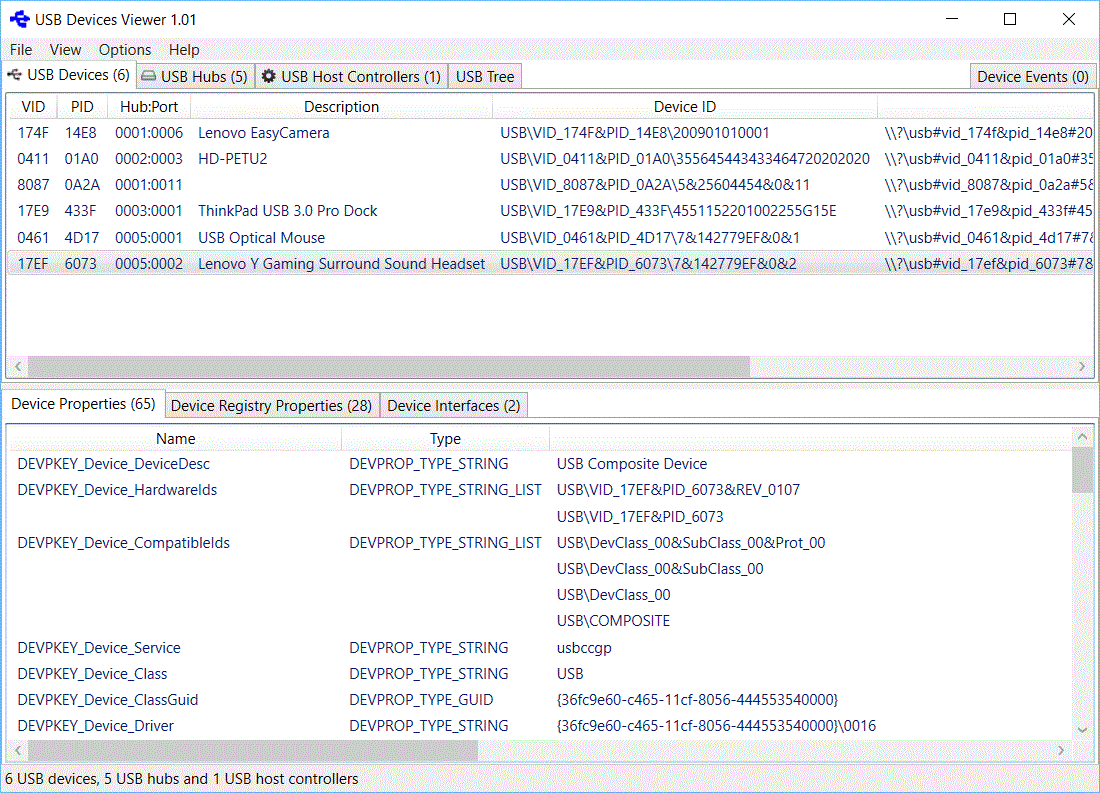 USB Devices Viewer 1.01
File View Options Help
USB Devices (6) USB Hubs (5) USB Host Controllers (1) USB Tree Device Events (0)
VID PID Hub:Port Description Device ID
174F 14E8 0001:0006 Lenovo EasyCamera USB\VID_174F&PID_14E8\200901010001 \\?\usb#vid_174f&pid_14e8#20
0411 01A0 0002:0003 HD-PETU2 USB\VID_0411&PID_01A0\355645443433464720202020 \\?\usb#vid_0411&pid_01a0#35
8087 0A2A 0001:0011 USB\VID_8087&PID_0A2A\5&25604454&0&11 \\?\usb#vid_8087&pid_0a2a#5&
17E9 433F 0003:0001 ThinkPad USB 3.0 Pro Dock USB\VID_17E9&PID_433F\4551152201002255G15E \\?\usb#vid_17e9&pid_433f#45
0461 4D17 0005:0001 USB Optical Mouse USB\VID_0461&PID_4D17\7&142779EF&0&1 \\?\usb#vid_0461&pid_4d17#7&
17EF 6073 0005:0002 Lenovo Y Gaming Surround Sound Headset USB\VID_17EF&PID_6073\7&142779EF&0&2 \\?\usb#vid_17ef&pid_6073#7&
Device Properties (65) Device Registry Properties (28) Device Interfaces (2)
Name Type
DEVPKEY_Device_DeviceDesc DEVPROP_TYPE_STRING USB Composite Device
DEVPKEY_Device_HardwareIds DEVPROP_TYPE_STRING_LIST USB\VID_17EF&PID_6073&REV_0107
USB\VID_17EF&PID_6073
DEVPKEY_Device_CompatibleIds DEVPROP_TYPE_STRING_LIST USB\DevClass_00&SubClass_00&Prot_00
USB\DevClass_00&SubClass_00
USB\DevClass_00
USB\COMPOSITE
DEVPKEY_Device_Service DEVPROP_TYPE_STRING usbccgp
DEVPKEY_Device_Class DEVPROP_TYPE_STRING USB
DEVPKEY_Device_ClassGuid DEVPROP_TYPE_GUID {36fc9e60-c465-11cf-8056-444553540000}
DEVPKEY_Device_Driver DEVPROP_TYPE_STRING {36fc9e60-c465-11cf-8056-444553540000}\0016
6 USB devices, 5 USB hubs and 1 USB host controllers